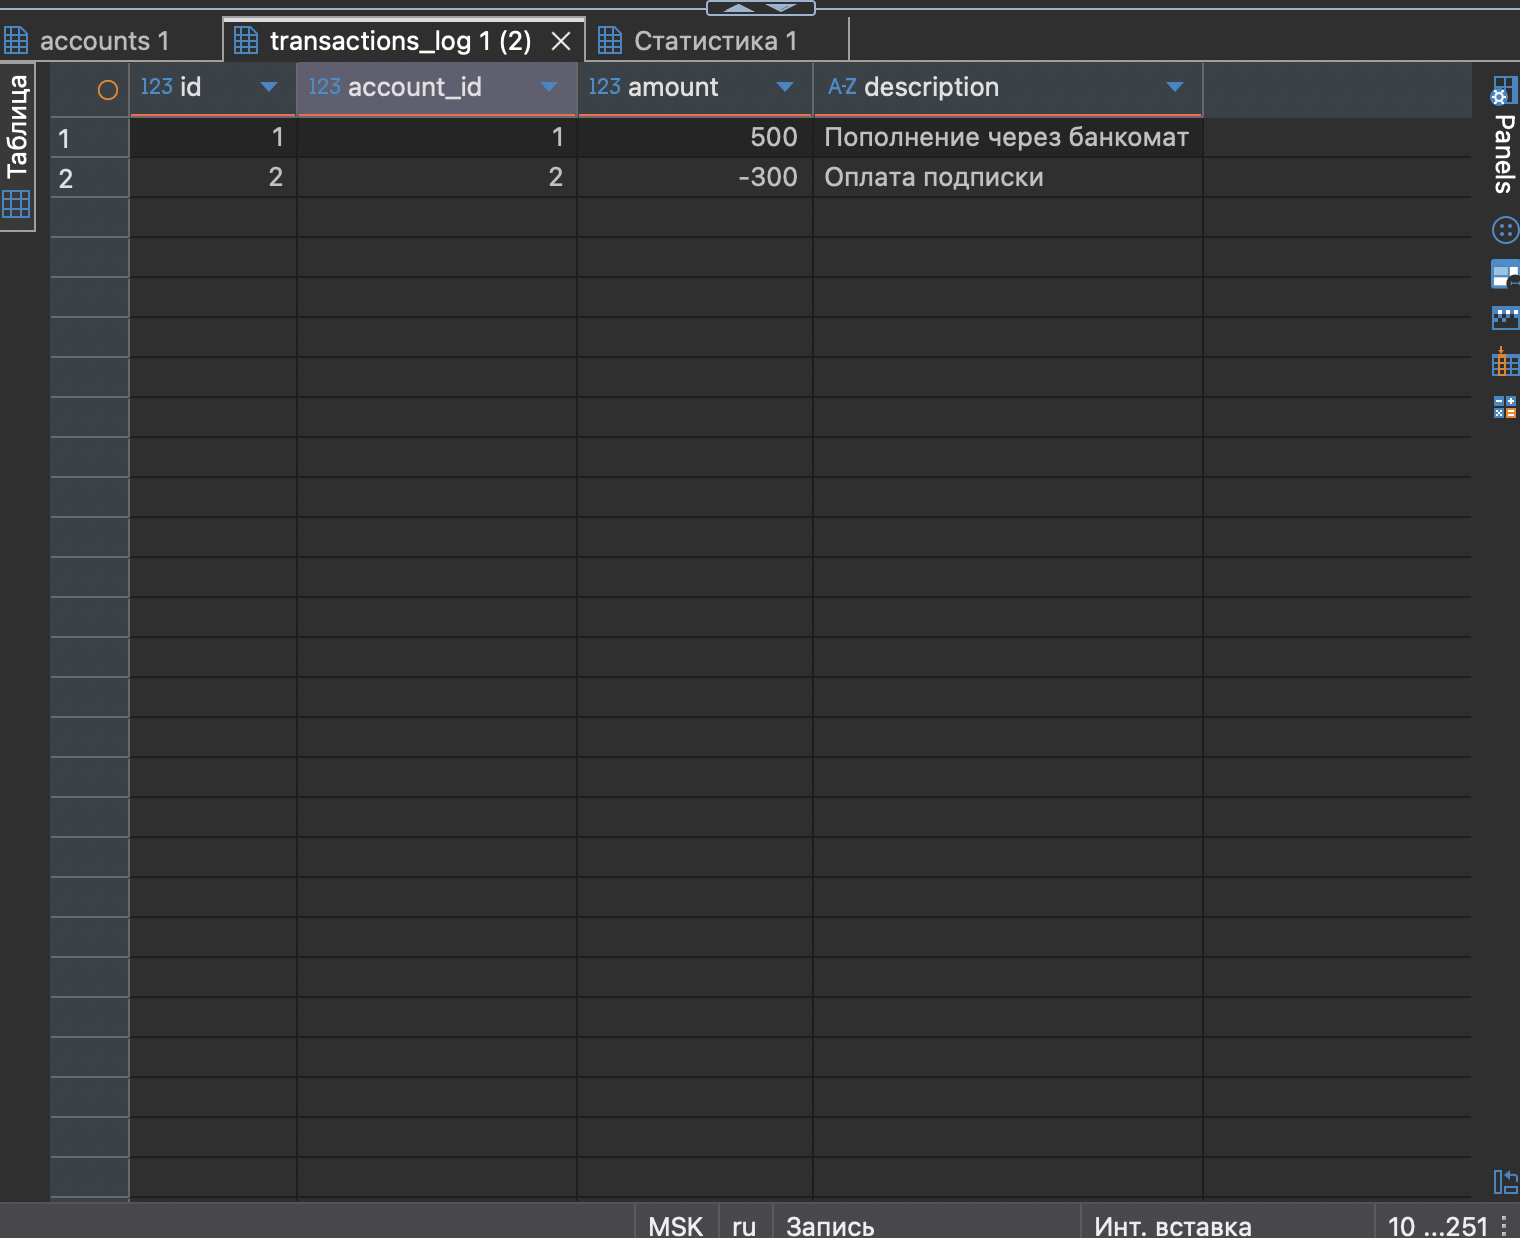 accounts 1
transactions_log 1 (2)
Статистика 1
Таблица
123 id
123 account_id
123 amount
A-Z description
1 1 1 500 Пополнение через банкомат
2 2 2 -300 Оплата подписки
Panels
MSK ru Запись Инт. вставка 10 ...251